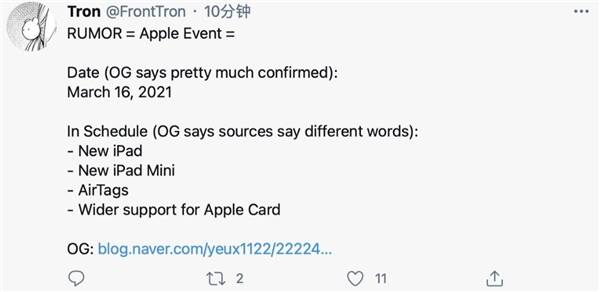 Tron @FrontTron · 10分钟
RUMOR = Apple Event =
Date (OG says pretty much confirmed):
March 16, 2021
In Schedule (OG says sources say different words):
- New iPad
- New iPad Mini
- AirTags
- Wider support for Apple Card
OG: blog.naver.com/yeux1122/22224...
2
11